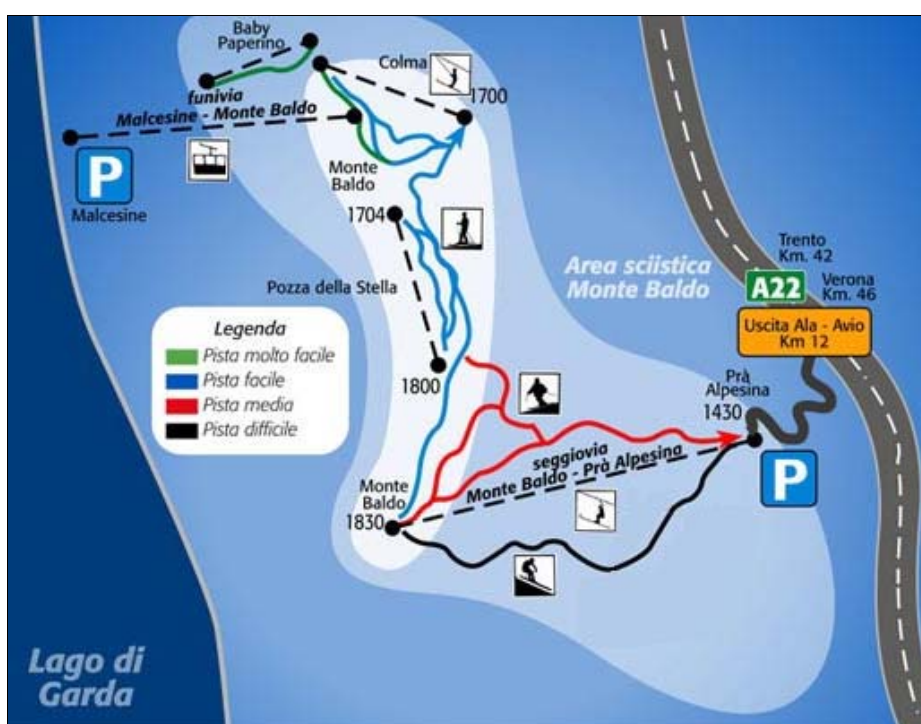 Baby
Paperino
Colma
1700
funivia
Malcesine - Monte Baldo
P
Malcesine
Monte
Baldo
1704
Pozza della Stella
1800
Area sciistica
Monte Baldo
Trento
Km. 42
A22
Verona
Km. 46
Uscita Ala - Avio
Km 12
Legenda
Pista molto facile
Pista facile
Pista media
Pista difficile
Prà
Alpesina
1430
seggiovia
Monte Baldo - Prà Alpesina
P
Monte
Baldo
1830
Lago di
Garda